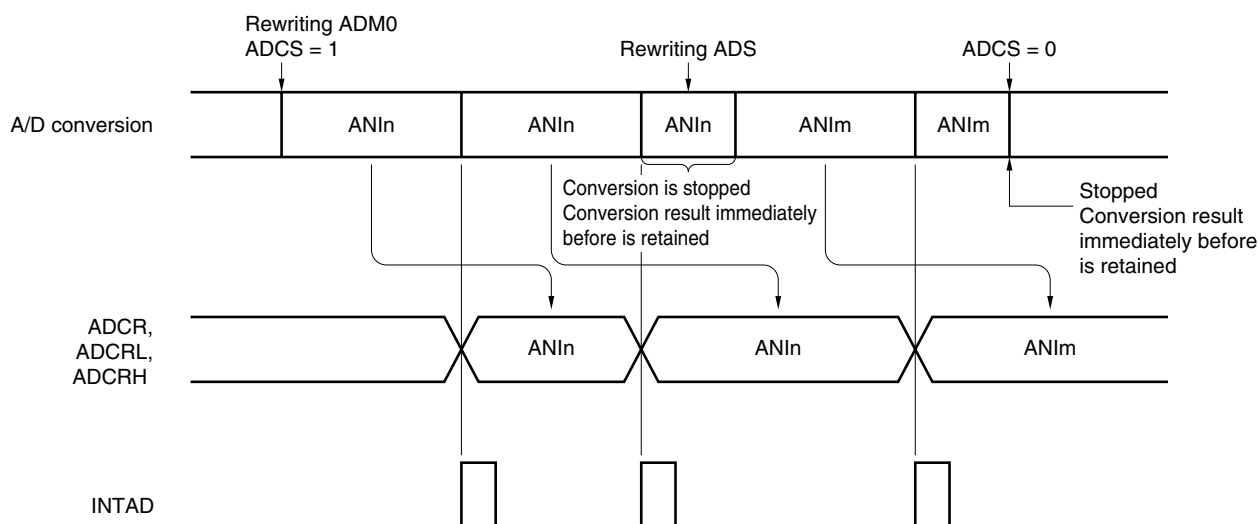 Rewriting ADM0
ADCS = 1
Rewriting ADS
ADCS = 0
A/D conversion
ANIn
ANIn
ANIn
ANIm
ANIm
Conversion is stopped
Conversion result immediately
before is retained
Stopped
Conversion result
immediately before
is retained
ADCR,
ADCRL,
ADCRH
ANIn
ANIn
ANIm
INTAD